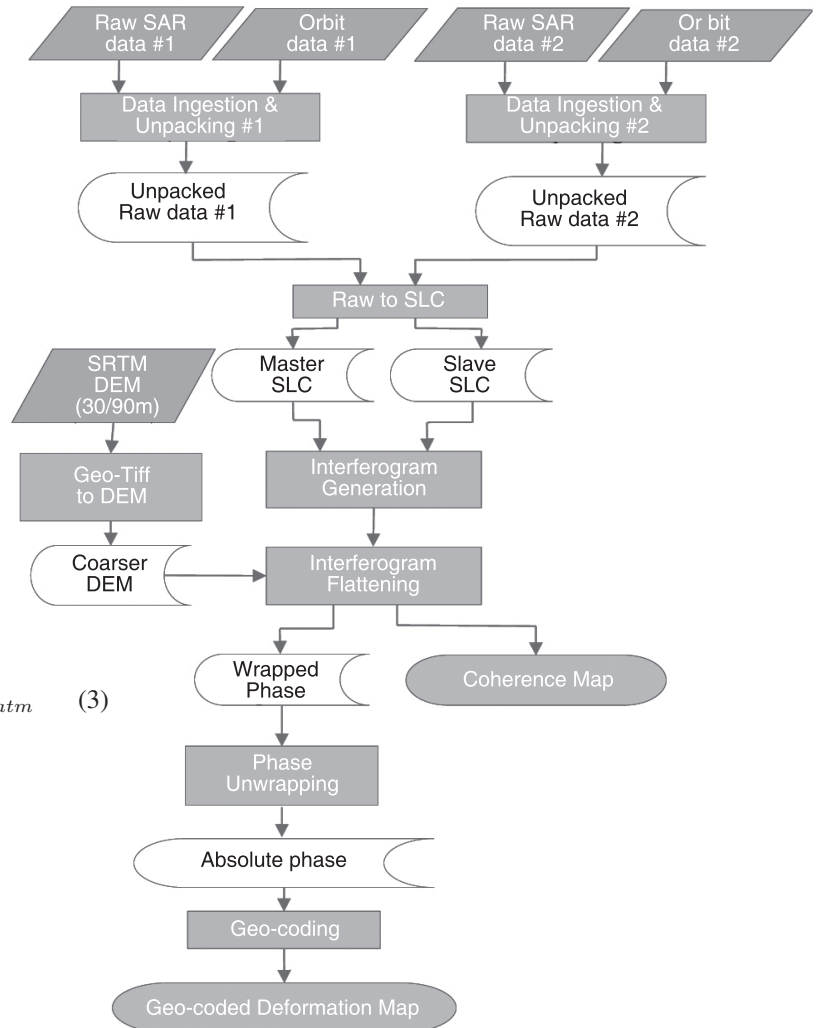 Raw SAR
data #1
Orbit
data #1
Raw SAR
data #2
Or bit
data #2
Data Ingestion &
Unpacking #1
Data Ingestion &
Unpacking #2
Unpacked
Raw data #1
Unpacked
Raw data #2
Raw to SLC
SRTM
DEM
(30/90m)
Master
SLC
Slave
SLC
Geo-Tiff
to DEM
Interferogram
Generation
Coarser
DEM
Interferogram
Flattening
Wrapped
Phase
Coherence Map
atm (3)
Phase
Unwrapping
Absolute phase
Geo-coding
Geo-coded Deformation Map